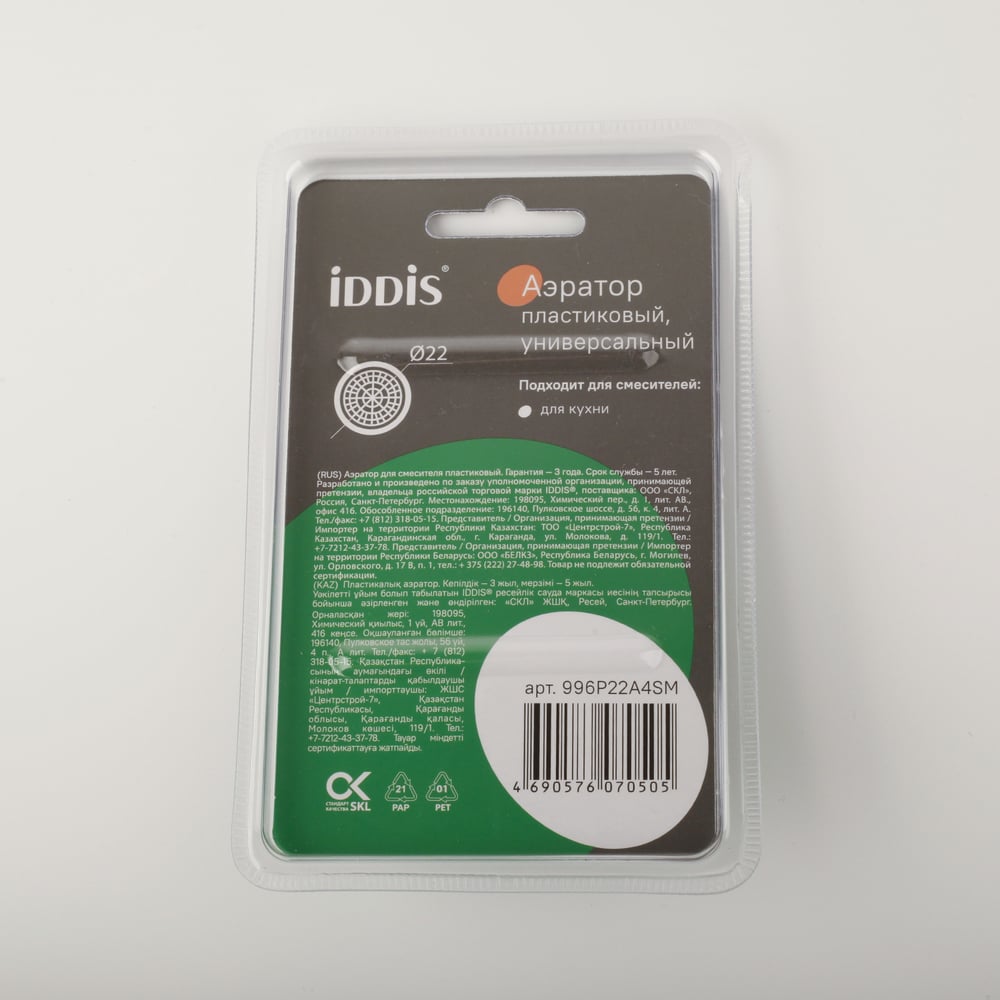 iDDiS®
Аэратор
пластиковый,
универсальный
Ø22
Подходит для смесителей:
для кухни
(RUS) Аэратор для смесителя пластиковый. Гарантия – 3 года. Срок службы – 5 лет.
Разработано и произведено по заказу уполномоченной организации, принимающей
претензии, владельца российской торговой марки IDDIS®, поставщика: ООО «СКЛ»,
Россия, Санкт-Петербург. Местонахождение: 198095, Химический пер., д. 1, лит. АВ.,
офис 416. Обособленное подразделение: 196140, Пулковское шоссе, д. 56, к. 4, лит. А.
Тел./факс: +7 (812) 318-05-15. Представитель / Организация, принимающая претензии /
Импортер на территории Республики Казахстан: ТОО «Центрстрой-7», Республика
Казахстан, Карагандинская обл., г. Караганда, ул. Молокова, д. 119/1. Тел.:
+7-7212-43-37-78. Представитель / Организация, принимающая претензии / Импортер
на территории Республики Беларусь: ООО «БЕЛКЗ», Республика Беларусь, г. Могилев,
ул. Орловского, д. 17 В, п. 1, тел.: + 375 (222) 27-48-98. Товар не подлежит обязательной
сертификации.
(KAZ) Пластикалық аэратор. Кепілдік – 3 жыл, мерзімі – 5 жыл.
Уәкілетті ұйым болып табылатын IDDIS® ресейлік сауда маркасы иесінің тапсырысы
бойынша әзірленген және өндірілген: «СКЛ» ЖШҚ, Ресей, Санкт-Петербург.
Орналасқан жері: 198095,
Химический қиылыс, 1 үй, АВ лит.,
416 кеңсе. Оқшауланған бөлімше:
196140, Пулковское тас жолы, 56 үй,
4 п., А лит. Тел./факс: + 7 (812)
318-05-15. Қазақстан Республика-
сының аумағындағы өкілі /
кінарат-талаптарды қабылдаушы
ұйым / импорттаушы: ЖШС
«Центрстрой-7», Қазақстан
Республикасы, Қарағанды
облысы, Қарағанды қаласы,
Молоков көшесі, 119/1. Тел.:
+7-7212-43-37-78. Тауар міндетті
сертификаттауға жатпайды.
арт. 996P22A4SM
4 690576 070505
СТАНДАРТ
КАЧЕСТВА SKL
21
PAP
01
PET